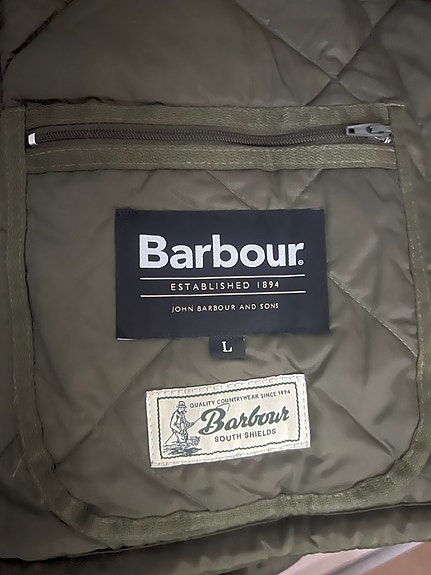 Barbour®
ESTABLISHED 1894
JOHN BARBOUR AND SONS
L
QUALITY COUNTRYWEAR SINCE 1894
Barbour
SOUTH SHIELDS